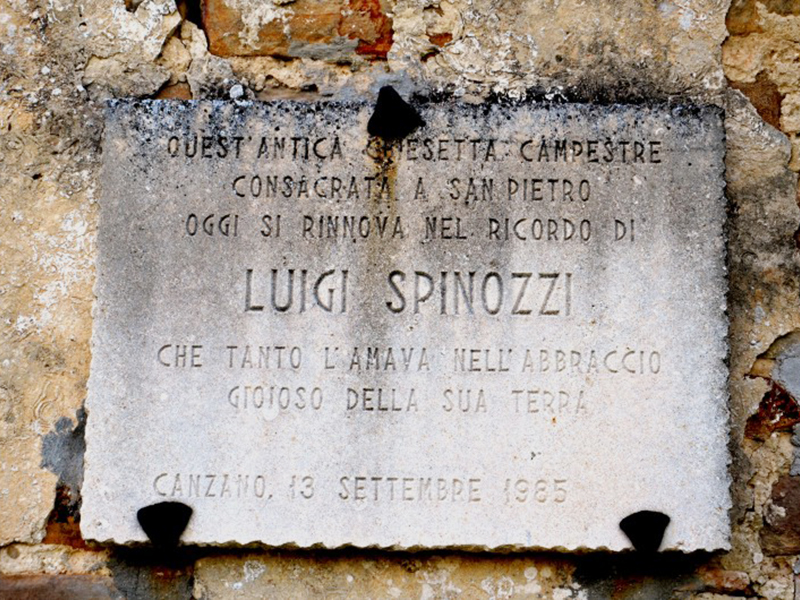 QUEST'ANTICA CHIESETTA CAMPESTRE
CONSACRATA A SAN PIETRO
OGGI SI RINNOVA NEL RICORDO DI
LUIGI SPINOZZI
CHE TANTO L'AMAVA NELL'ABBRACCIO
GIOIOSO DELLA SUA TERRA
CANZANO, 13 SETTEMBRE 1985